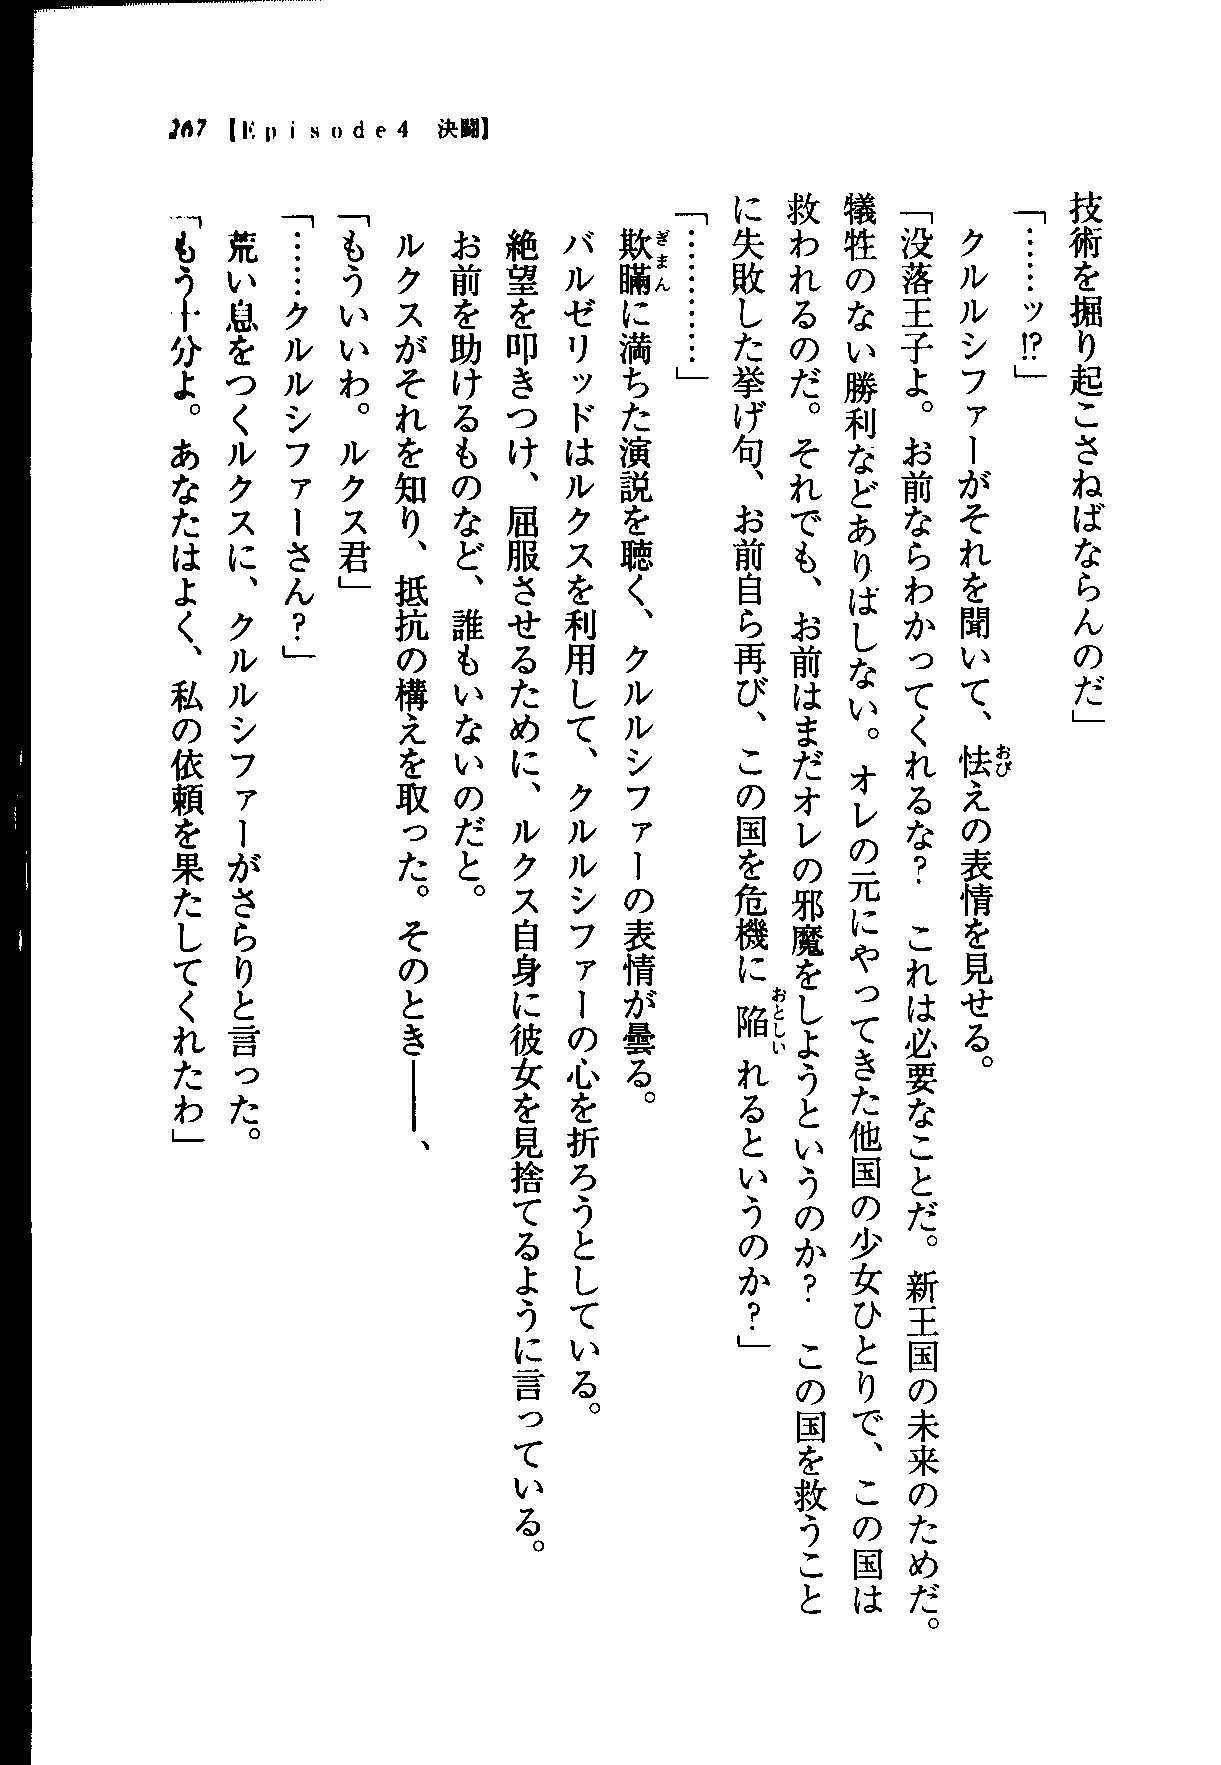 267 【Episode4 決闘】
技術を掘り起こさねばならんのだ」
「……ッ!?」
クルルシファーがそれを聞いて、怯えの表情を見せる。
「没落王子よ。お前ならわかってくれるな？ これは必要なことだ。新王国の未来のためだ。
犠牲のない勝利などありはしない。オレの元にやってきた他国の少女ひとりで、この国は
救われるのだ。それでも、お前はまだオレの邪魔をしようというのか？ この国を救うこと
に失敗した挙げ句、お前自ら再び、この国を危機に陥れるというのか？」
「…………」
欺瞞に満ちた演説を聴く、クルルシファーの表情が曇る。
バルゼリッドはルクスを利用して、クルルシファーの心を折ろうとしている。
絶望を叩きつけ、屈服させるために、ルクス自身に彼女を見捨てるように言っている。
お前を助けるものなど、誰もいないのだと。
ルクスがそれを知り、抵抗の構えを取った。そのとき――、
「もういいわ。ルクス君」
「……クルルシファーさん？」
荒い息をつくルクスに、クルルシファーがさらりと言った。
「もう十分よ。あなたはよく、私の依頼を果たしてくれたわ」